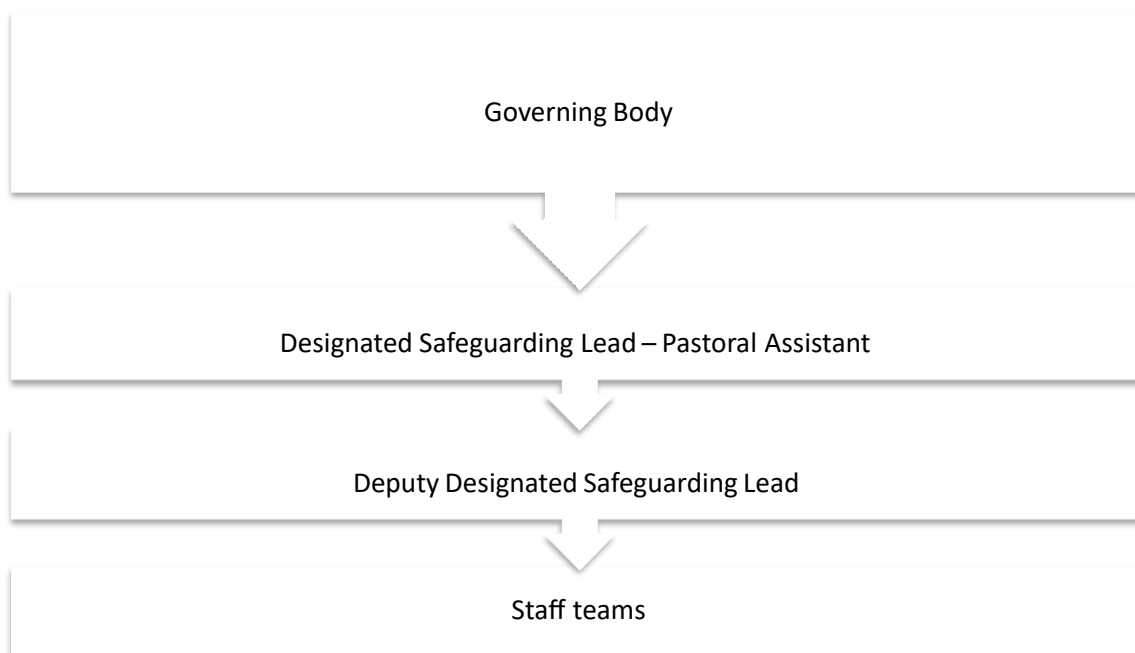 Governing Body
Designated Safeguarding Lead – Pastoral Assistant
Deputy Designated Safeguarding Lead
Staff teams